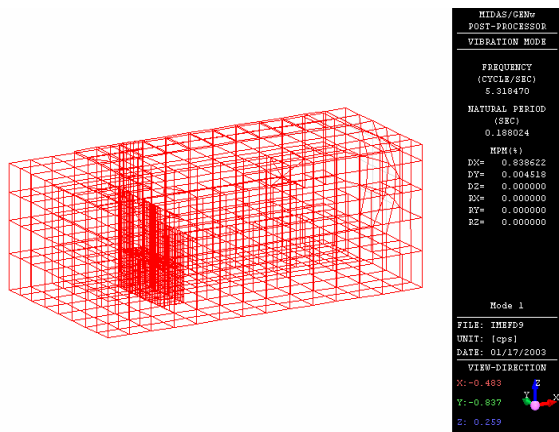 MIDAS/GENw
POST-PROCESSOR
VIBRATION MODE
FREQUENCY
(CYCLE/SEC)
5.318470
NATURAL PERIOD
(SEC)
0.188024
MPM(%)
DX= 0.838622
DY= 0.004518
DZ= 0.000000
RX= 0.000000
RY= 0.000000
RZ= 0.000000
Mode 1
FILE: IMEFD9
UNIT: [cps]
DATE: 01/17/2003
VIEW-DIRECTION
X:-0.483
Y:-0.837
Z: 0.259
Z
Y
X